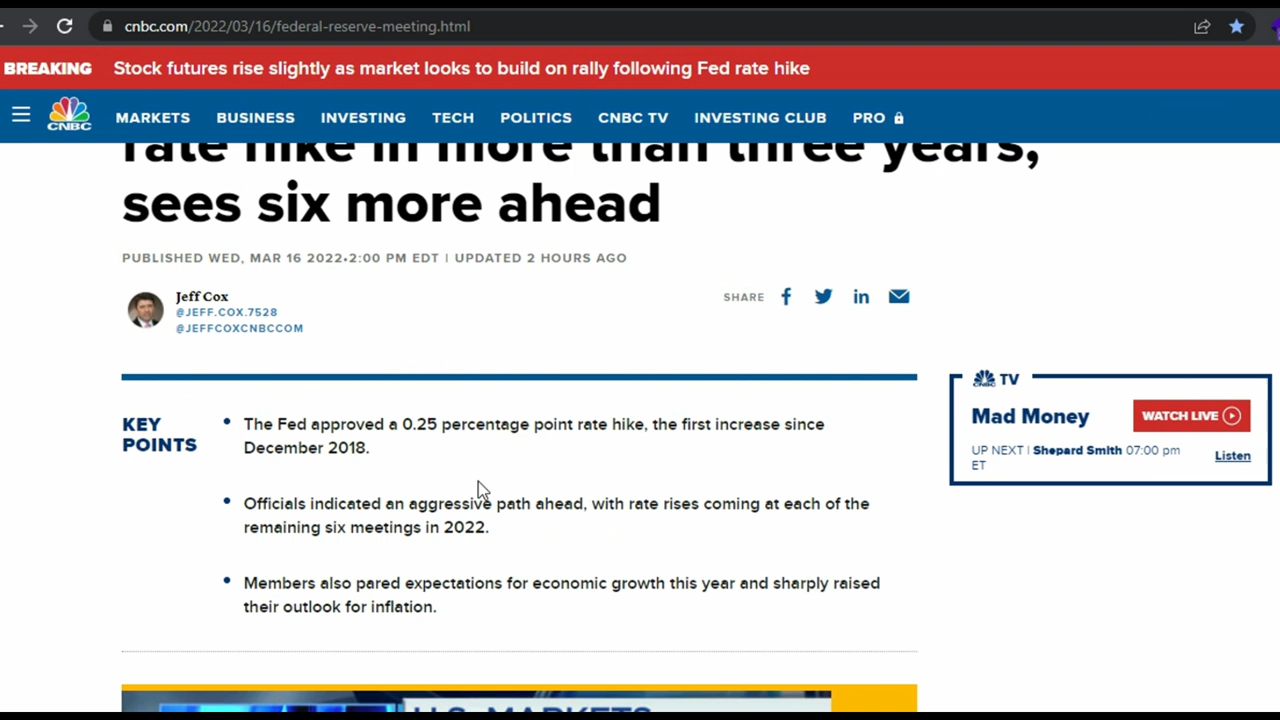 cnbc.com/2022/03/16/federal-reserve-meeting.html
BREAKING Stock futures rise slightly as market looks to build on rally following Fed rate hike
CNBC MARKETS BUSINESS INVESTING TECH POLITICS CNBC TV INVESTING CLUB PRO
rate hike in more than three years,
sees six more ahead
PUBLISHED WED, MAR 16 2022•2:00 PM EDT | UPDATED 2 HOURS AGO
Jeff Cox
@JEFF.COX.7528
@JEFFCOXCNBCCOM
SHARE
KEY
POINTS
• The Fed approved a 0.25 percentage point rate hike, the first increase since
December 2018.
• Officials indicated an aggressive path ahead, with rate rises coming at each of the
remaining six meetings in 2022.
• Members also pared expectations for economic growth this year and sharply raised
their outlook for inflation.
CNBC TV
Mad Money WATCH LIVE
UP NEXT | Shepard Smith 07:00 pm
ET
Listen
U.S. MARKETS